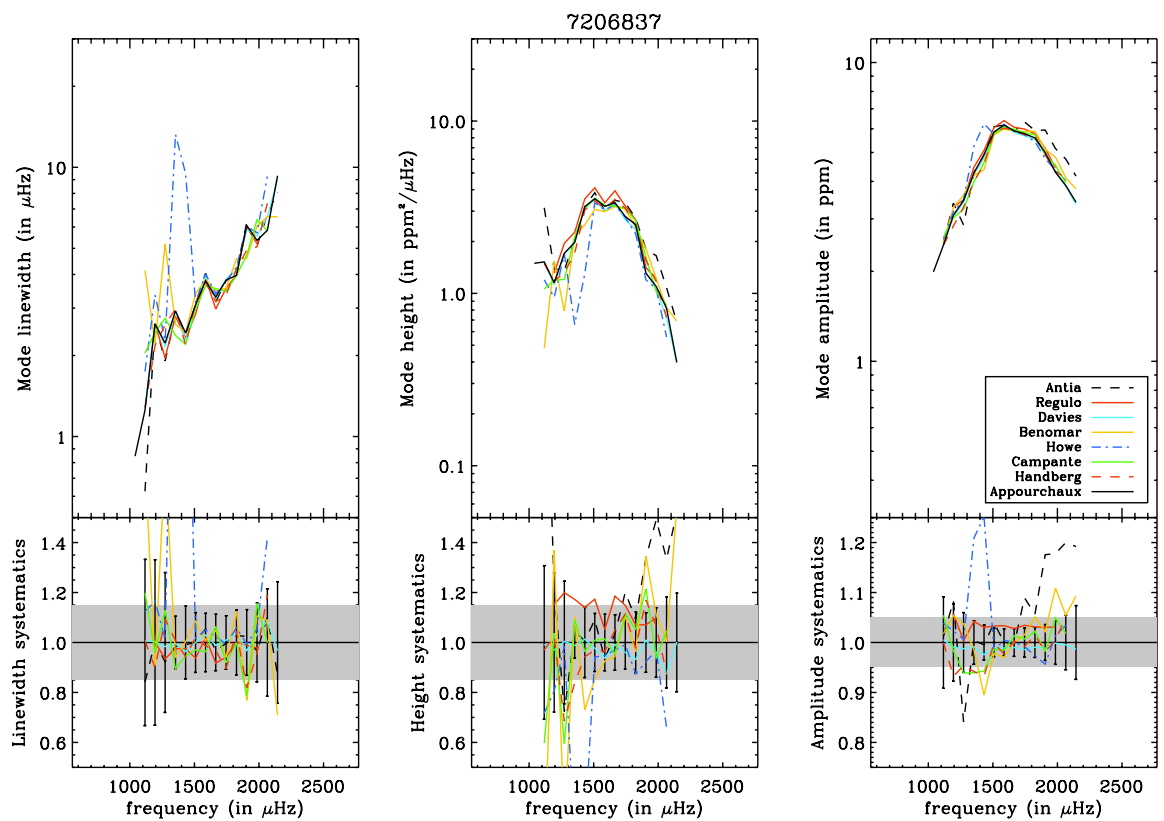 7206837
Mode linewidth (in μHz)
10
1
Mode height (in ppm²/μHz)
10.0
1.0
0.1
Mode amplitude (in ppm)
10
1
Antia
Regulo
Davies
Benomar
Howe
Campante
Handberg
Appourchaux
Linewidth systematics
1.4
1.2
1.0
0.8
0.6
1000 1500 2000 2500
frequency (in μHz)
Height systematics
1.4
1.2
1.0
0.8
0.6
1000 1500 2000 2500
frequency (in μHz)
Amplitude systematics
1.2
1.1
1.0
0.9
0.8
1000 1500 2000 2500
frequency (in μHz)